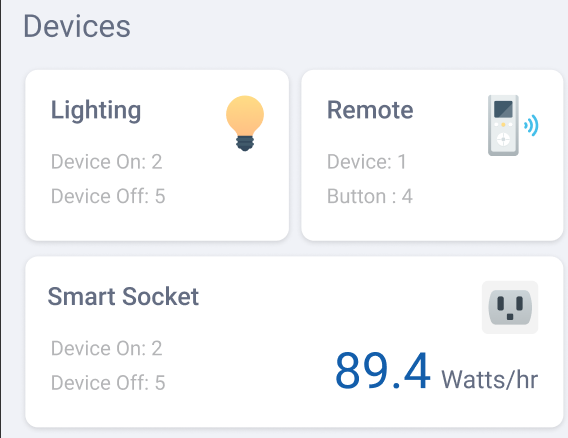 Devices
Lighting
Device On: 2
Device Off: 5
Remote
Device: 1
Button : 4
Smart Socket
Device On: 2
Device Off: 5
89.4 Watts/hr